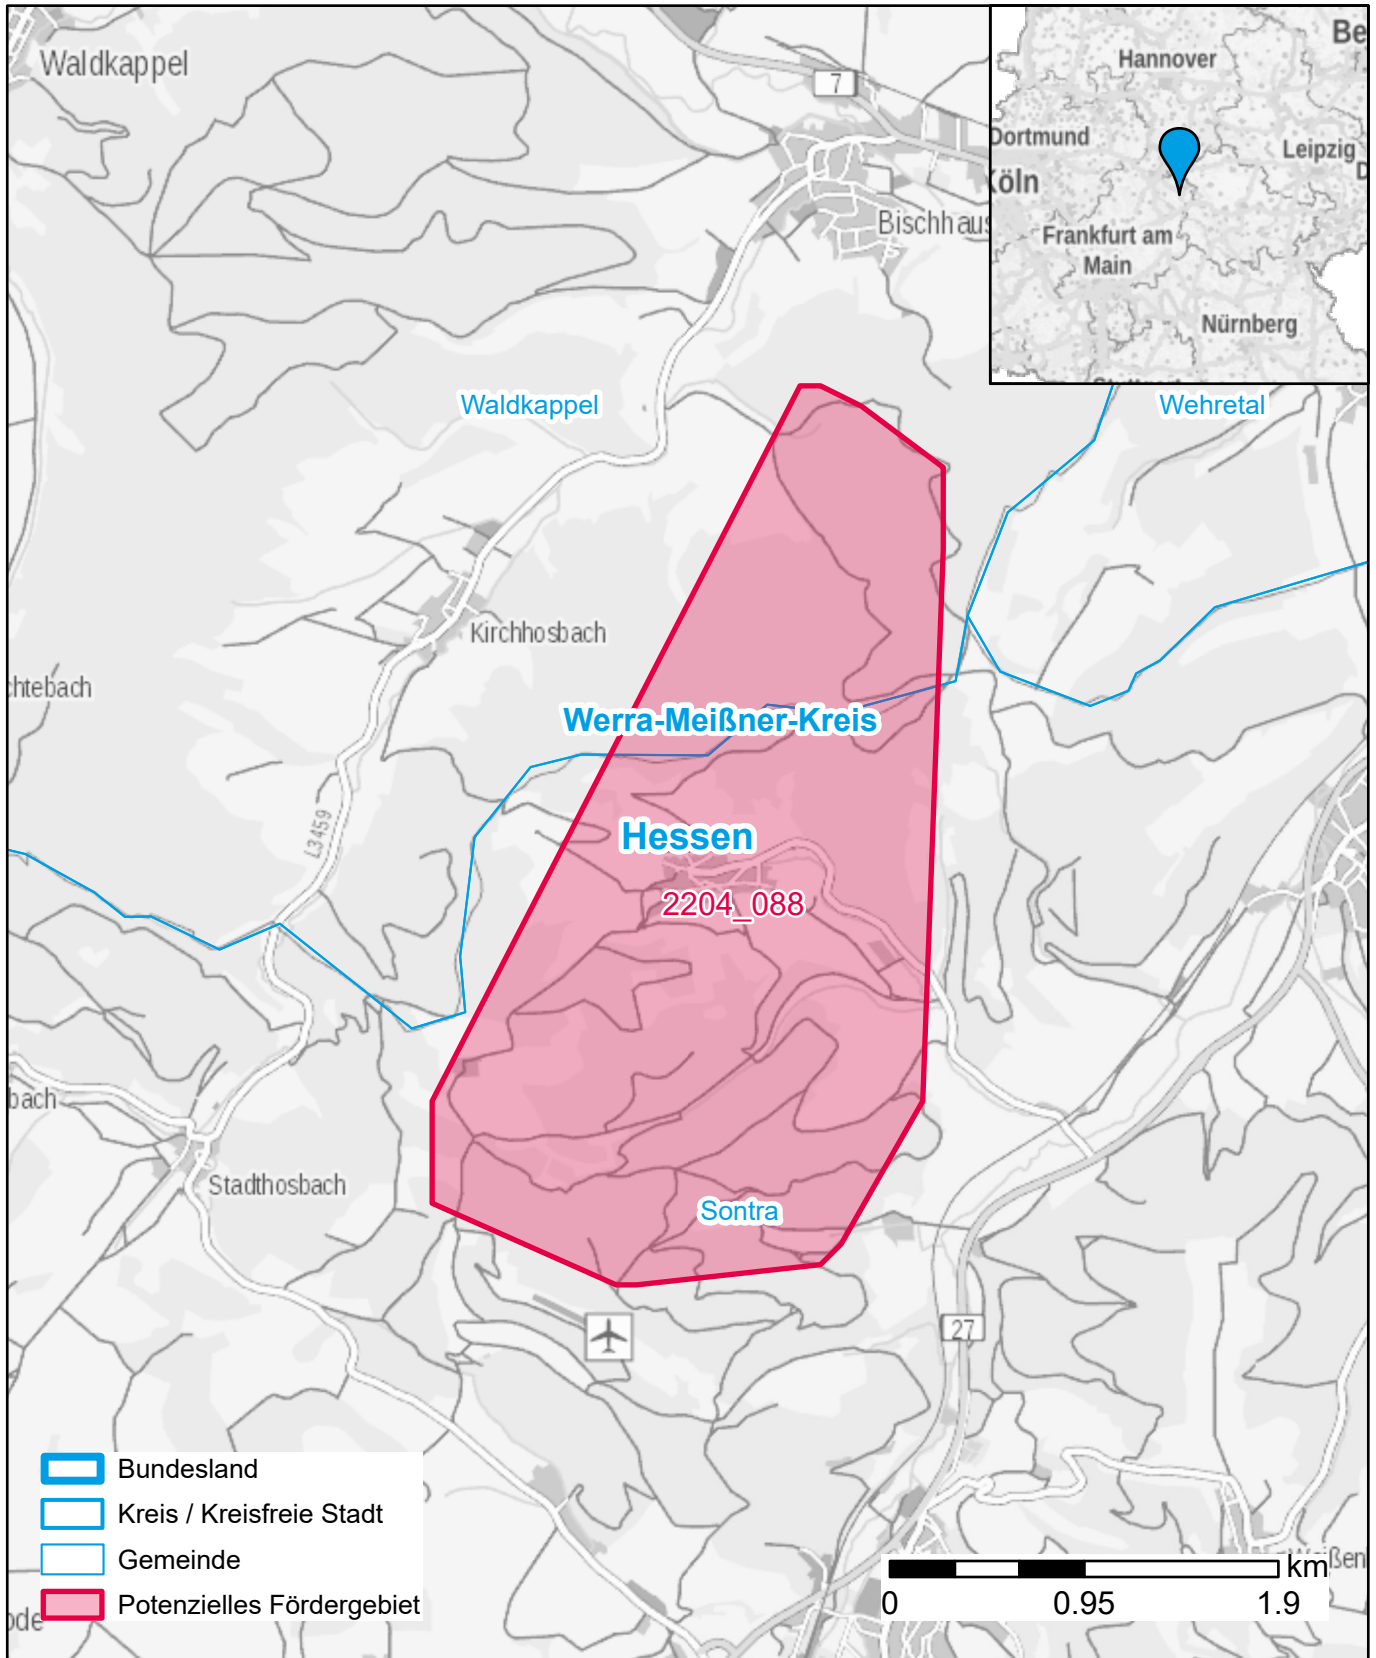 Waldkappel
7
Bischhaus
Hannover
Be
Dortmund
Leipzig
D
Köln
Frankfurt am
Main
Nürnberg
Waldkappel
Wehretal
Kirchhosbach
chtebach
Werra-Meißner-Kreis
L3459
Hessen
2204_088
bach
Stadthosbach
Sontra
27
Bundesland
Kreis / Kreisfreie Stadt
Gemeinde
Potenzielles Fördergebiet
ode
km
0 0.95 1.9